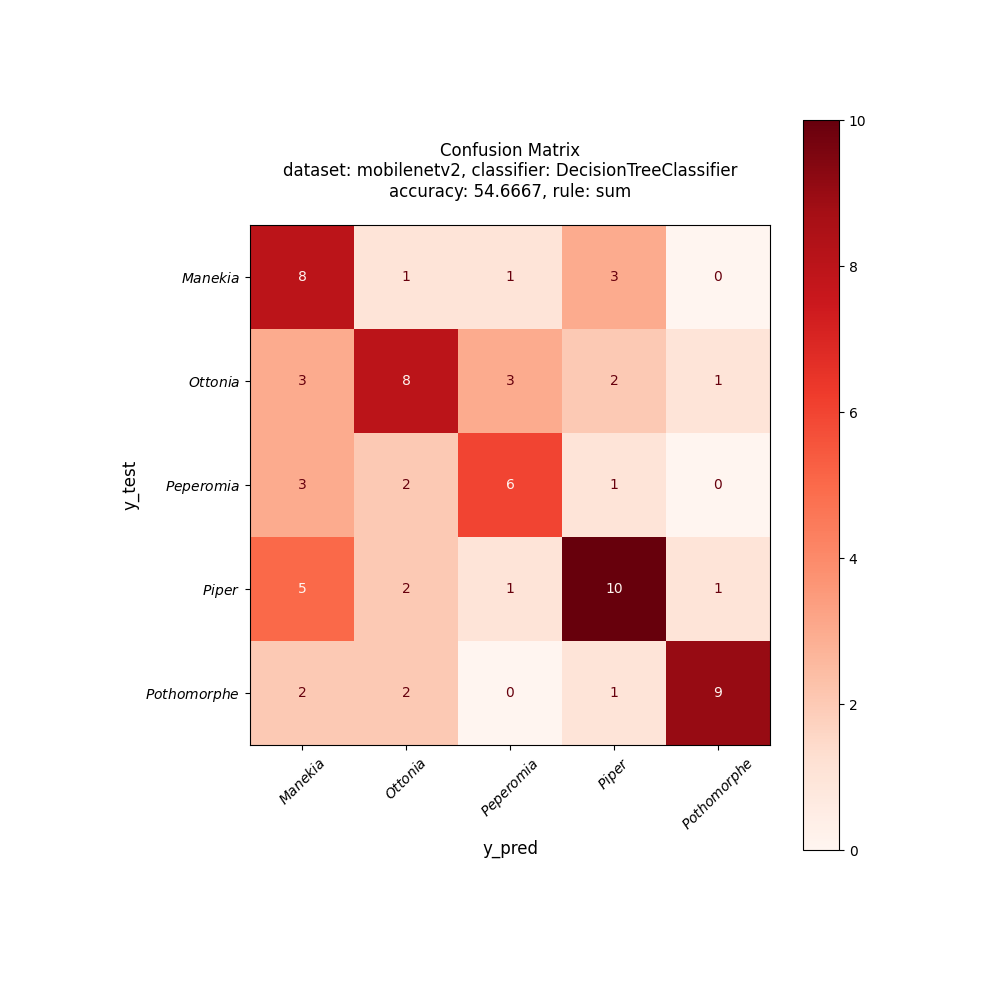 Confusion Matrix
dataset: mobilenetv2, classifier: DecisionTreeClassifier
accuracy: 54.6667, rule: sum
y_test
Manekia 8 1 1 3 0
Ottonia 3 8 3 2 1
Peperomia 3 2 6 1 0
Piper 5 2 1 10 1
Pothomorphe 2 2 0 1 9
Manekia Ottonia Peperomia Piper Pothomorphe
y_pred
10
8
6
4
2
0